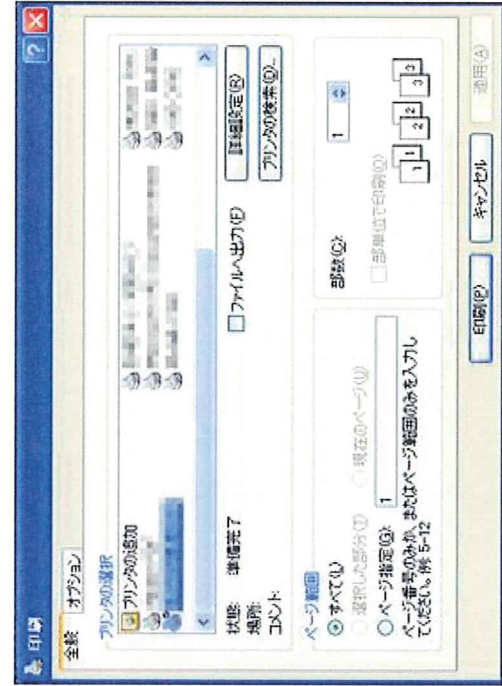 印刷
全般
オプション
プリンタの選択
プリンタの追加
状態: 準備完了
場所:
コメント:
ファイルへ出力(F)
詳細設定(R)
プリンタの検索(D)...
ページ範囲
すべて(L)
選択した部分(T)
現在のページ(U)
ページ指定(G):
1
ページ番号のみか、またはページ範囲のみを入力し
てください。例: 5-12
部数(C):
1
部単位で印刷(O)
1 1 2 2 3 3
印刷(P)
キャンセル
適用(A)